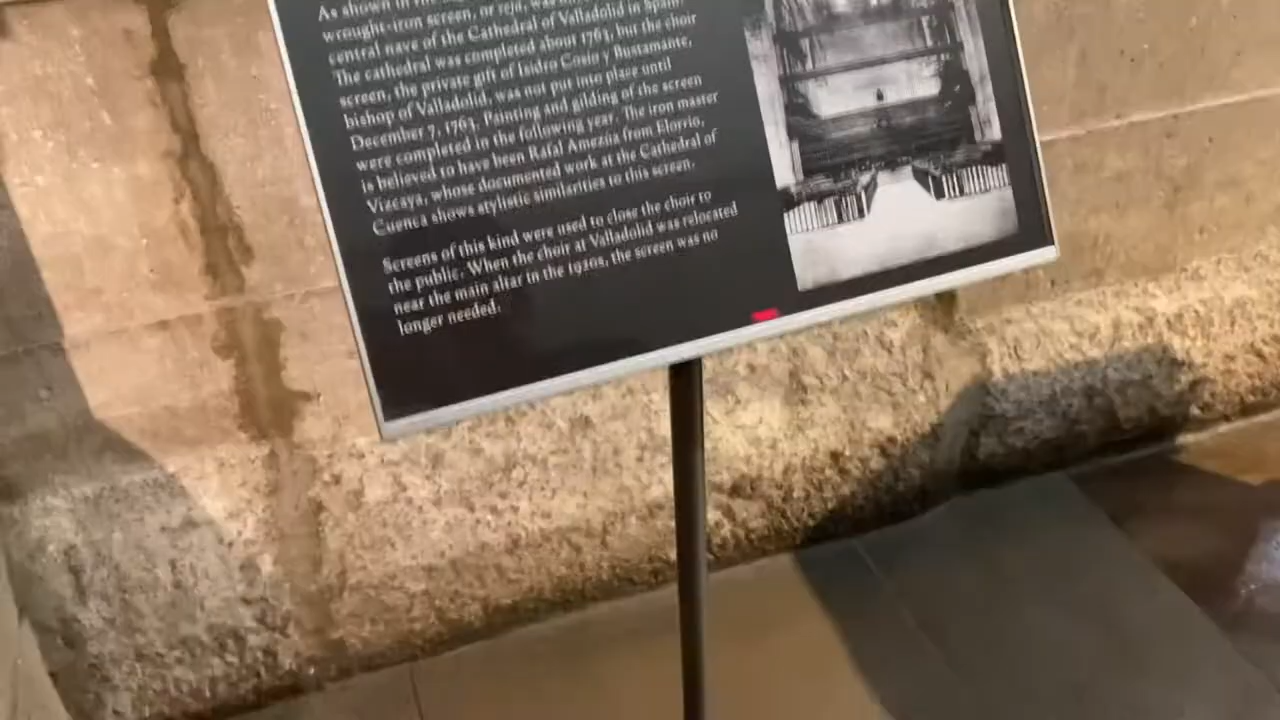 As shown in
wrought-iron screen, or reja, was
central nave of the Cathedral of Valladolid in Spain.
The cathedral was completed about 1763, but the choir
screen, the private gift of Isidro Cosío y Bustamante,
bishop of Valladolid, was not put into place until
December 7, 1763. Painting and gilding of the screen
were completed in the following year. The iron master
is believed to have been Rafal Amezúa from Elorrio,
Vizcaya, whose documented work at the Cathedral of
Cuenca shows stylistic similarities to this screen.
Screens of this kind were used to close the choir to
the public. When the choir at Valladolid was relocated
near the main altar in the 1920s, the screen was no
longer needed.